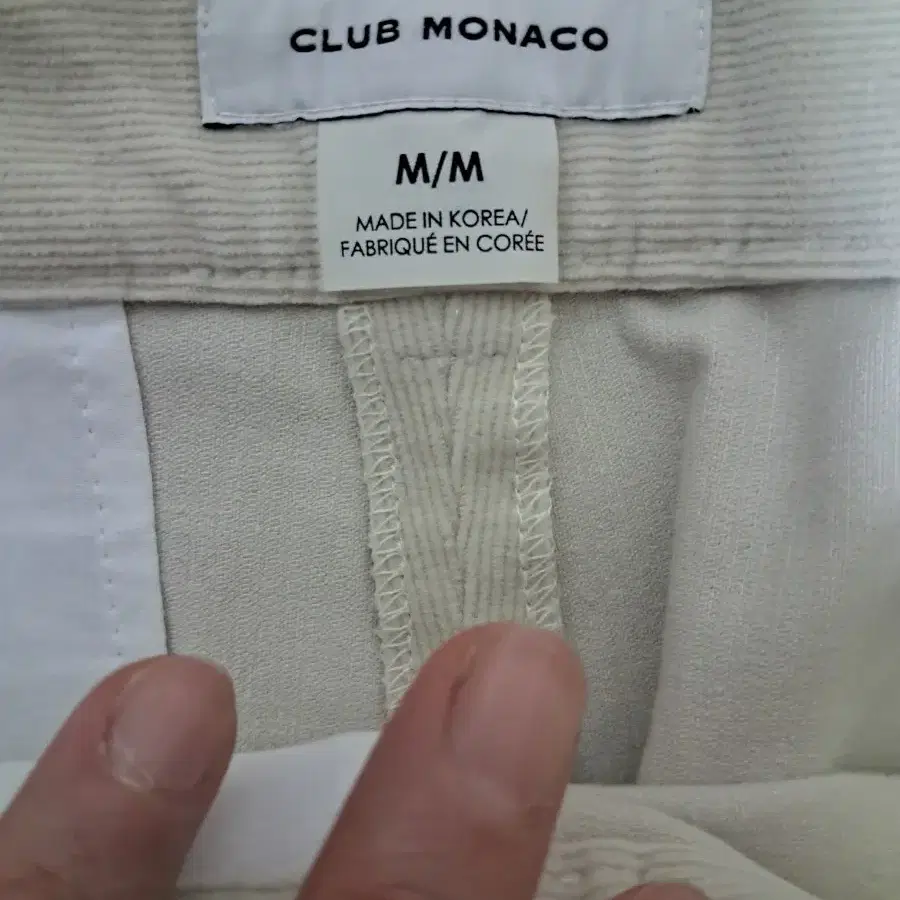 CLUB MONACO
M/M
MADE IN KOREA/
FABRIQUÉ EN CORÉE